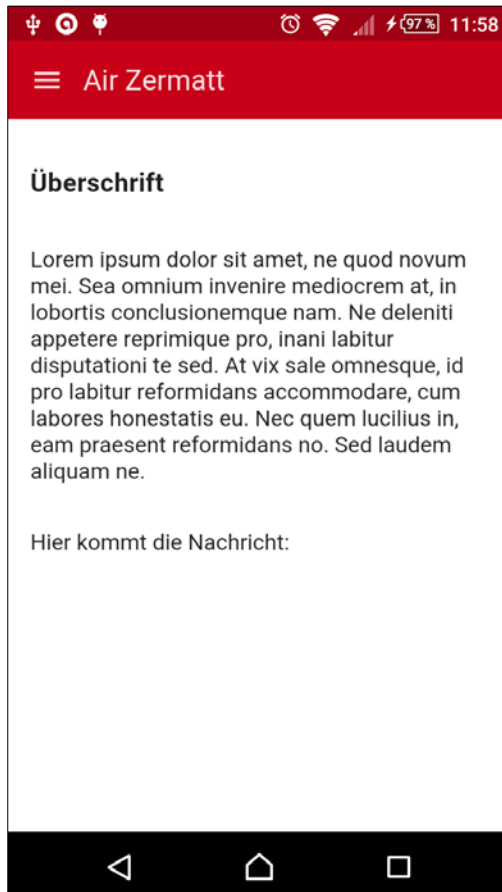 97 % 11:58
Air Zermatt
Überschrift
Lorem ipsum dolor sit amet, ne quod novum
mei. Sea omnium invenire mediocrem at, in
lobortis conclusionemque nam. Ne deleniti
appetere reprimique pro, inani labitur
disputationi te sed. At vix sale omnesque, id
pro labitur reformidans accommodare, cum
labores honestatis eu. Nec quem lucilius in,
eam praesent reformidans no. Sed laudem
aliquam ne.
Hier kommt die Nachricht: